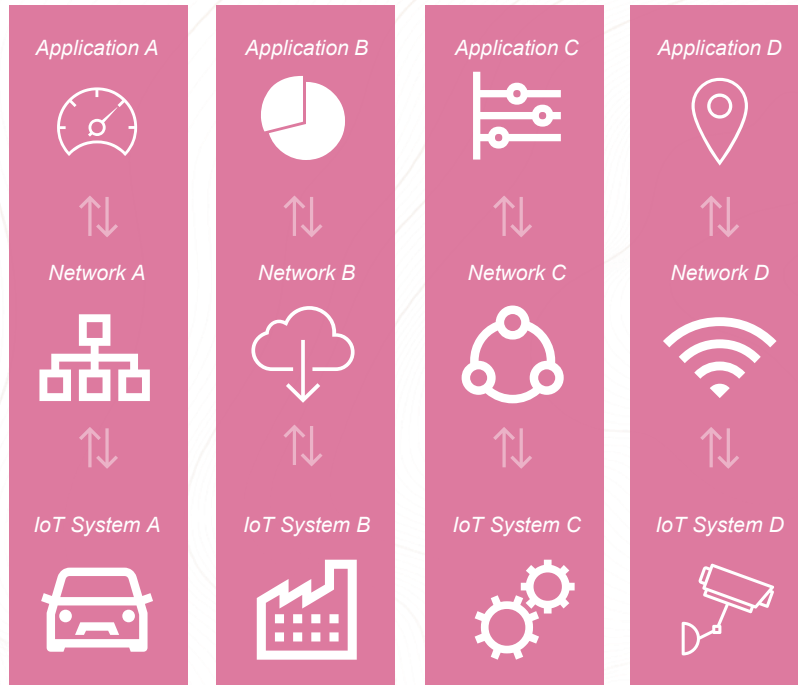 Application A
Application B
Application C
Application D
Network A
Network B
Network C
Network D
IoT System A
IoT System B
IoT System C
IoT System D